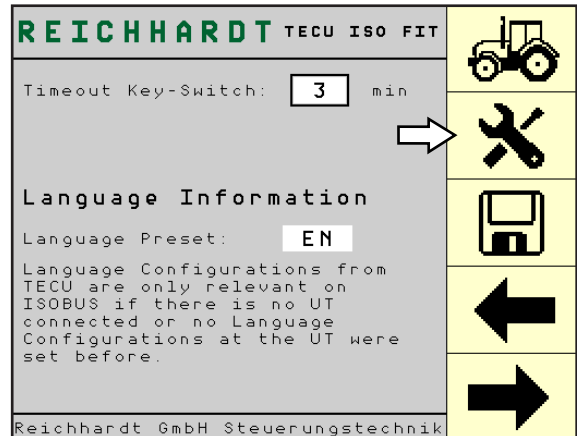 REICHHARDT TECU ISO FIT
Timeout Key-Switch: 3 min
Language Information
Language Preset: EN
Language Configurations from
TECU are only relevant on
ISOBUS if there is no UT
connected or no Language
Configurations at the UT were
set before.
Reichhardt GmbH Steuerungstechnik